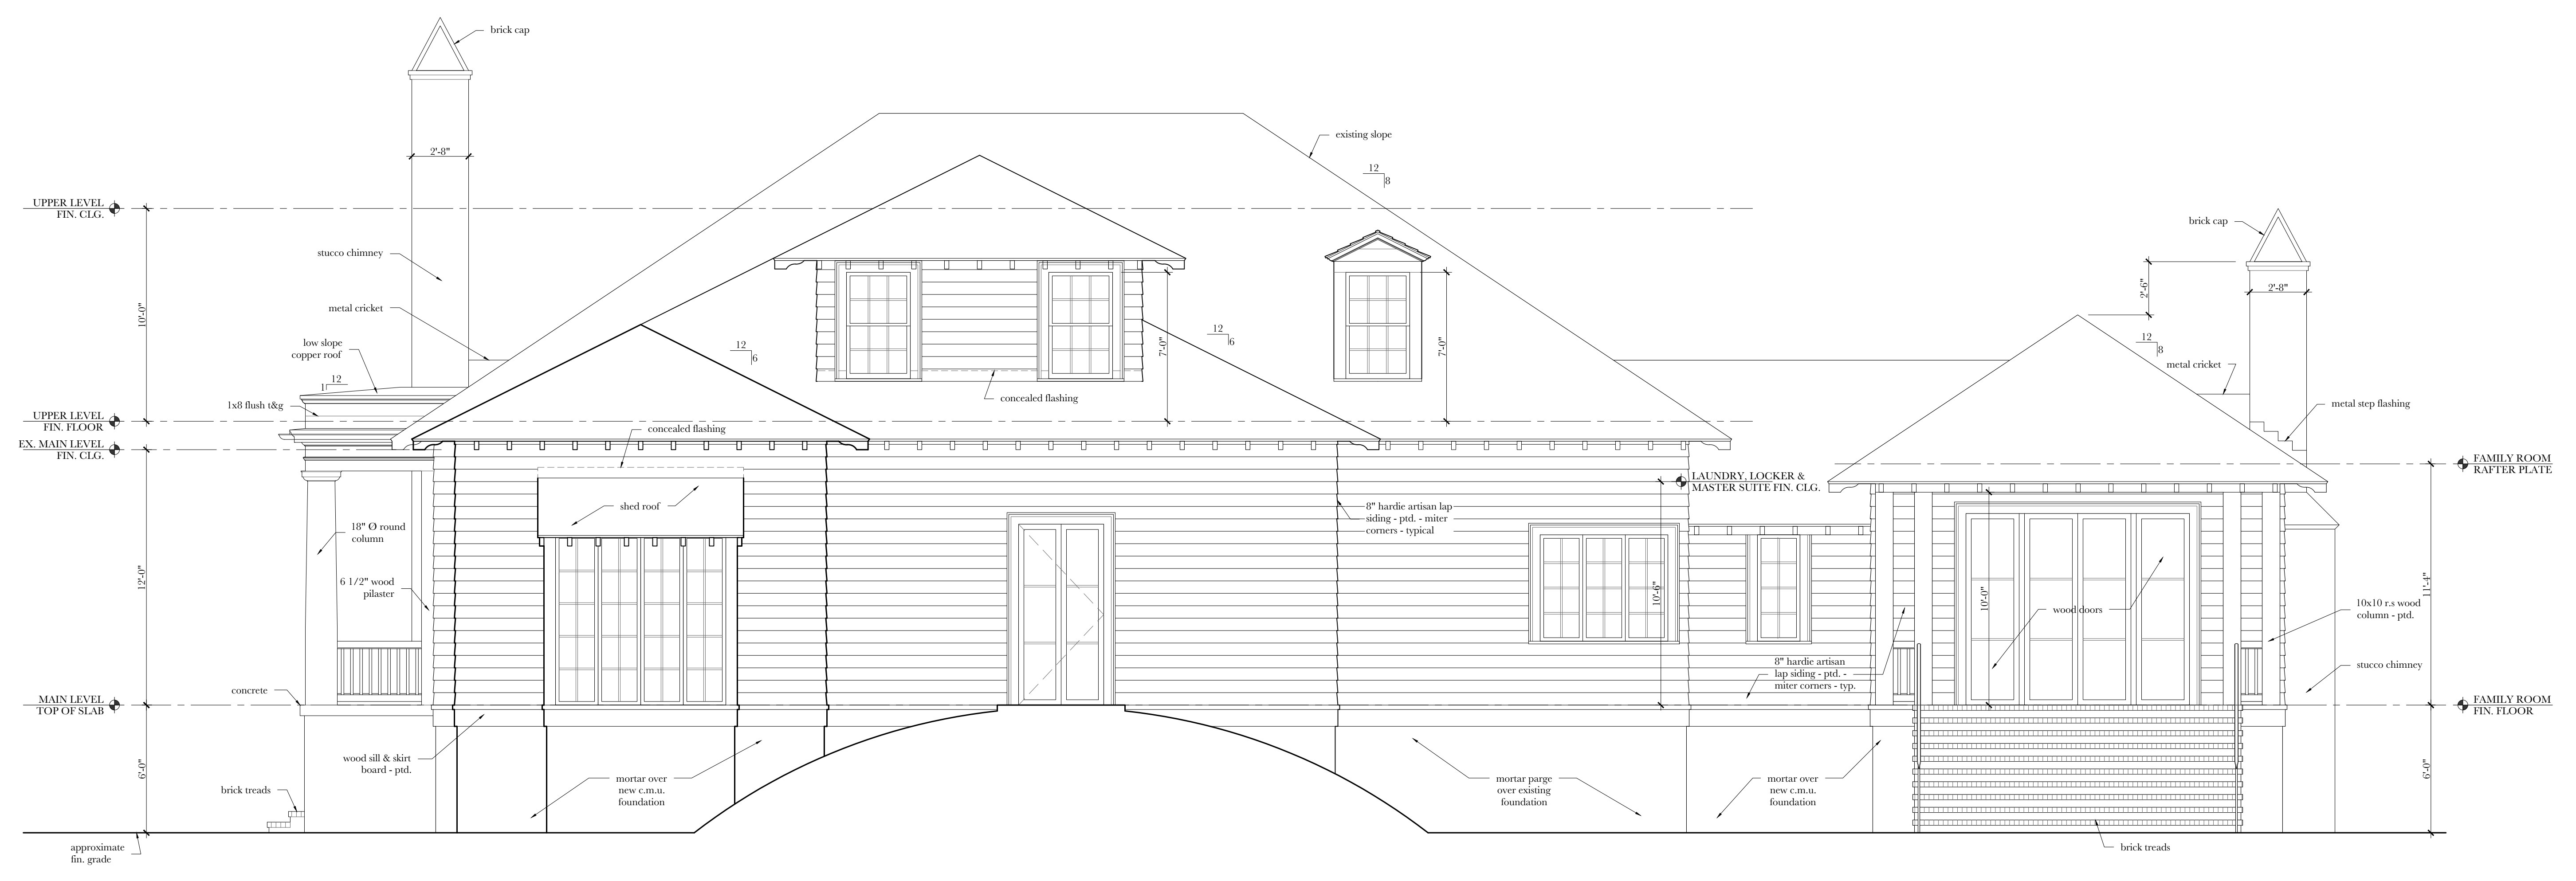 brick cap
2'-8"
existing slope
12
8
UPPER LEVEL
FIN. CLG.
brick cap
stucco chimney
2'-6"
2'-8"
metal cricket
10'-0"
12
6
12
6
7'-0"
7'-0"
low slope
copper roof
12
1
12
8
metal cricket
concealed flashing
1x8 flush t&g
metal step flashing
UPPER LEVEL
FIN. FLOOR
EX. MAIN LEVEL
FIN. CLG.
concealed flashing
FAMILY ROOM
RAFTER PLATE
LAUNDRY, LOCKER &
MASTER SUITE FIN. CLG.
shed roof
8" hardie artisan lap
siding - ptd. - miter
corners - typical
18" Ø round
column
12'-0"
6 1/2" wood
pilaster
10'-6"
10'-0"
wood doors
11'-4"
10x10 r.s wood
column - ptd.
8" hardie artisan
lap siding - ptd. -
miter corners - typ.
stucco chimney
concrete
MAIN LEVEL
TOP OF SLAB
FAMILY ROOM
FIN. FLOOR
wood sill & skirt
board - ptd.
6'-0"
mortar over
new c.m.u.
foundation
mortar parge
over existing
foundation
mortar over
new c.m.u.
foundation
6'-0"
brick treads
approximate
fin. grade
brick treads